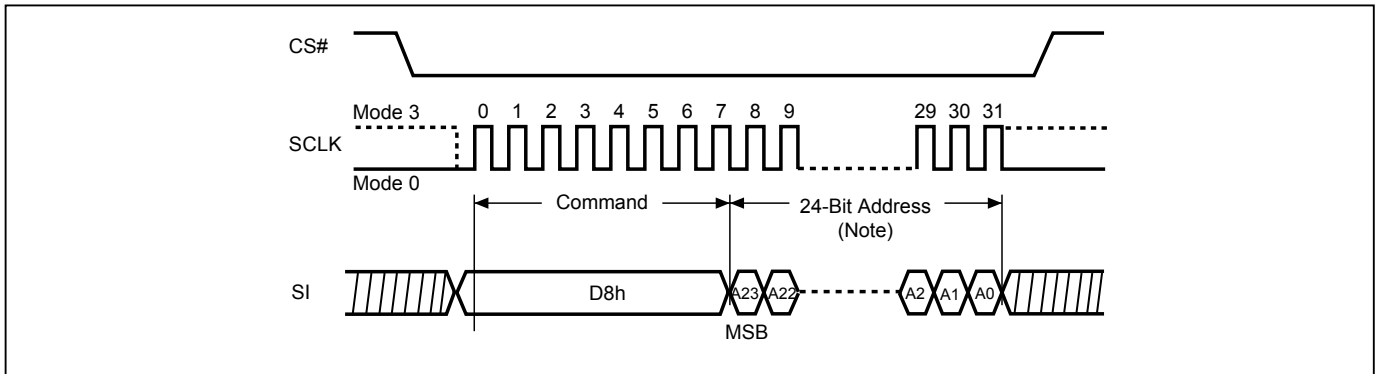 CS#
Mode 3
0 1 2 3 4 5 6 7 8 9 29 30 31
SCLK
Mode 0
Command
24-Bit Address
(Note)
SI
D8h
A23 A22 A2 A1 A0
MSB